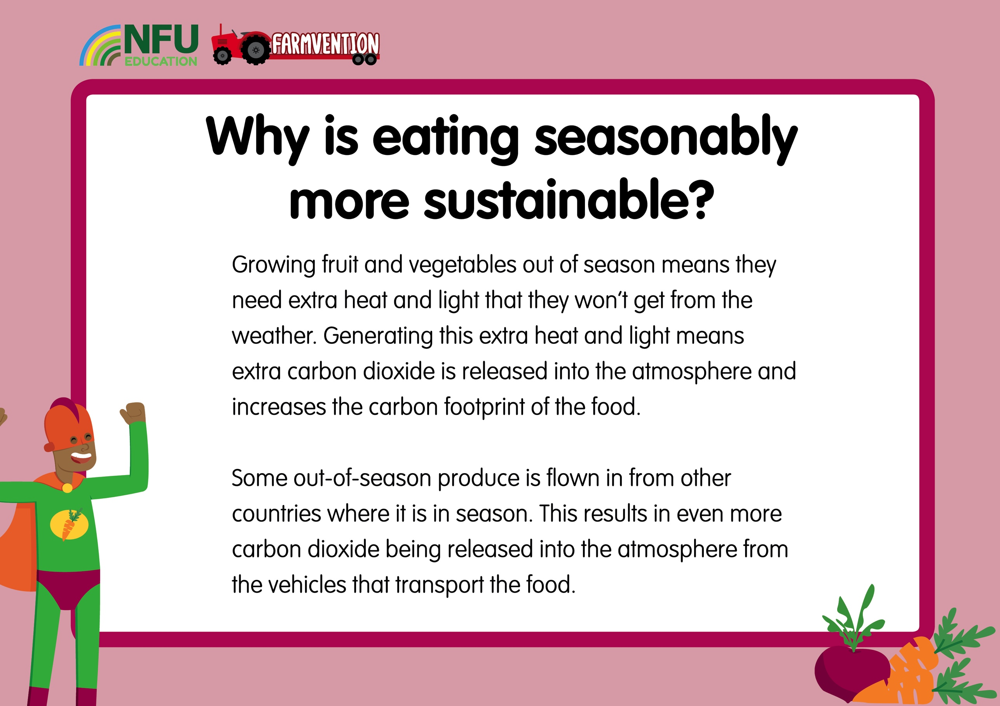 NFU
EDUCATION
FARMVENTION
Why is eating seasonably
more sustainable?
Growing fruit and vegetables out of season means they
need extra heat and light that they won't get from the
weather. Generating this extra heat and light means
extra carbon dioxide is released into the atmosphere and
increases the carbon footprint of the food.
Some out-of-season produce is flown in from other
countries where it is in season. This results in even more
carbon dioxide being released into the atmosphere from
the vehicles that transport the food.